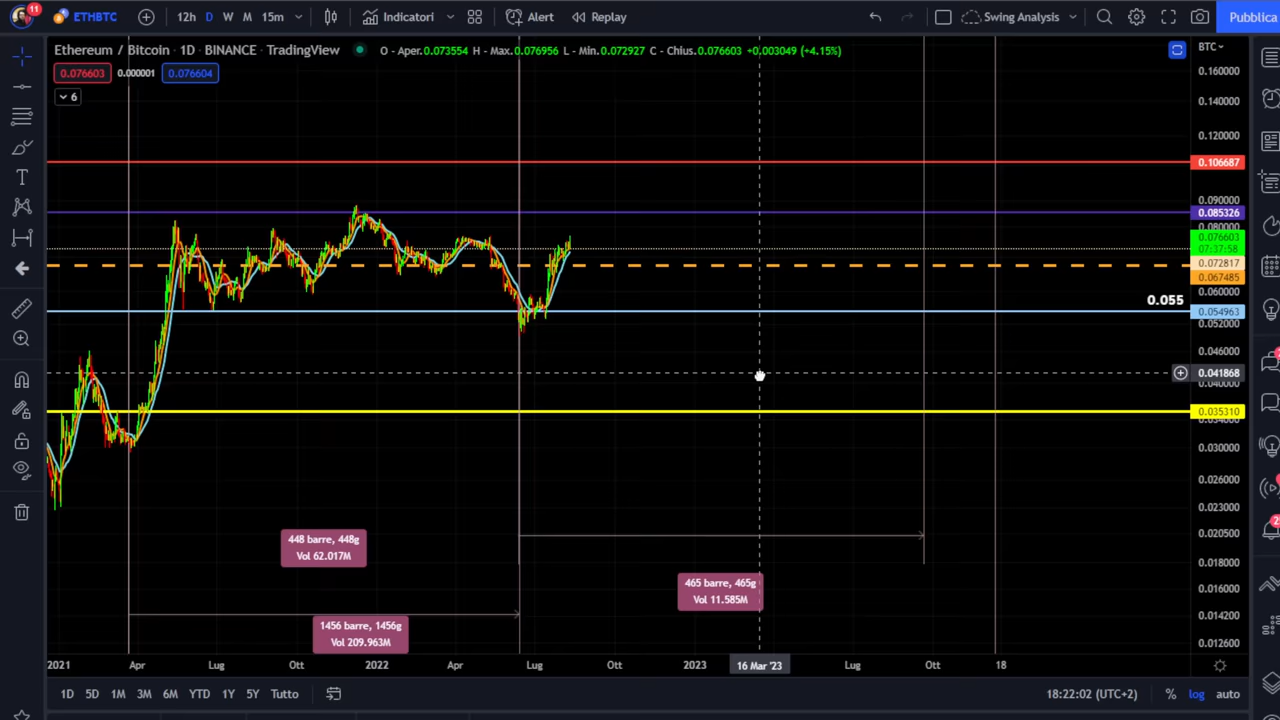 11
ETHBTC
12h D W M 15m
Indicatori
Alert
Replay
Swing Analysis
Pubblica
Ethereum / Bitcoin · 1D · BINANCE · TradingView
O - Aper.0.073554 H - Max.0.076956 L - Min.0.072927 C - Chius.0.076603 +0.003049 (+4.15%)
BTC
0.076603 0.000001 0.076604
6
0.160000
0.140000
0.120000
0.106687
0.090000
0.085326
0.080000
0.076603
07:37:58
0.072817
0.067485
0.060000
0.055
0.054963
0.052000
0.046000
0.041868
0.040000
0.035310
0.030000
0.026000
0.023000
0.020500
0.018000
0.016000
0.014200
0.012600
448 barre, 448g
Vol 62.017M
465 barre, 465g
Vol 11.585M
1456 barre, 1456g
Vol 209.963M
2021 Apr Lug Ott 2022 Apr Lug Ott 2023 16 Mar '23 Lug Ott 18
1D 5D 1M 3M 6M YTD 1Y 5Y Tutto
18:22:02 (UTC+2) % log auto